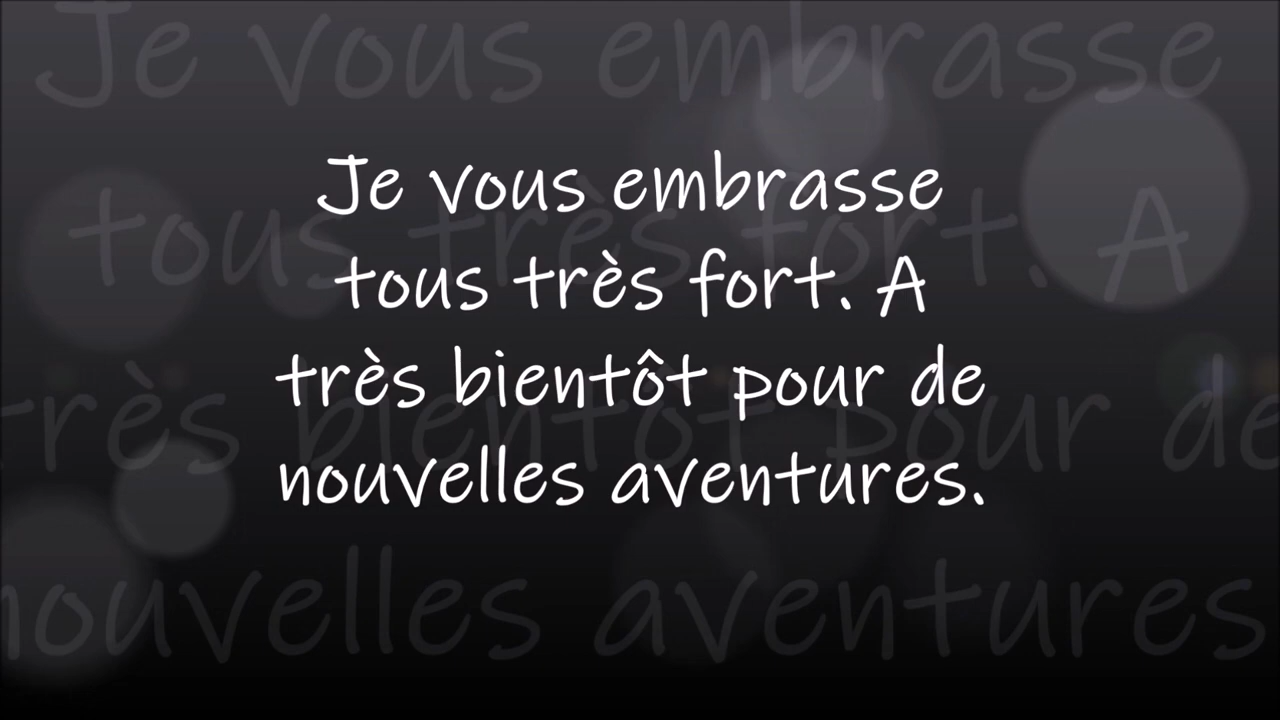 Je vous embrasse
tous très fort. A
très bientôt pour de
nouvelles aventures.